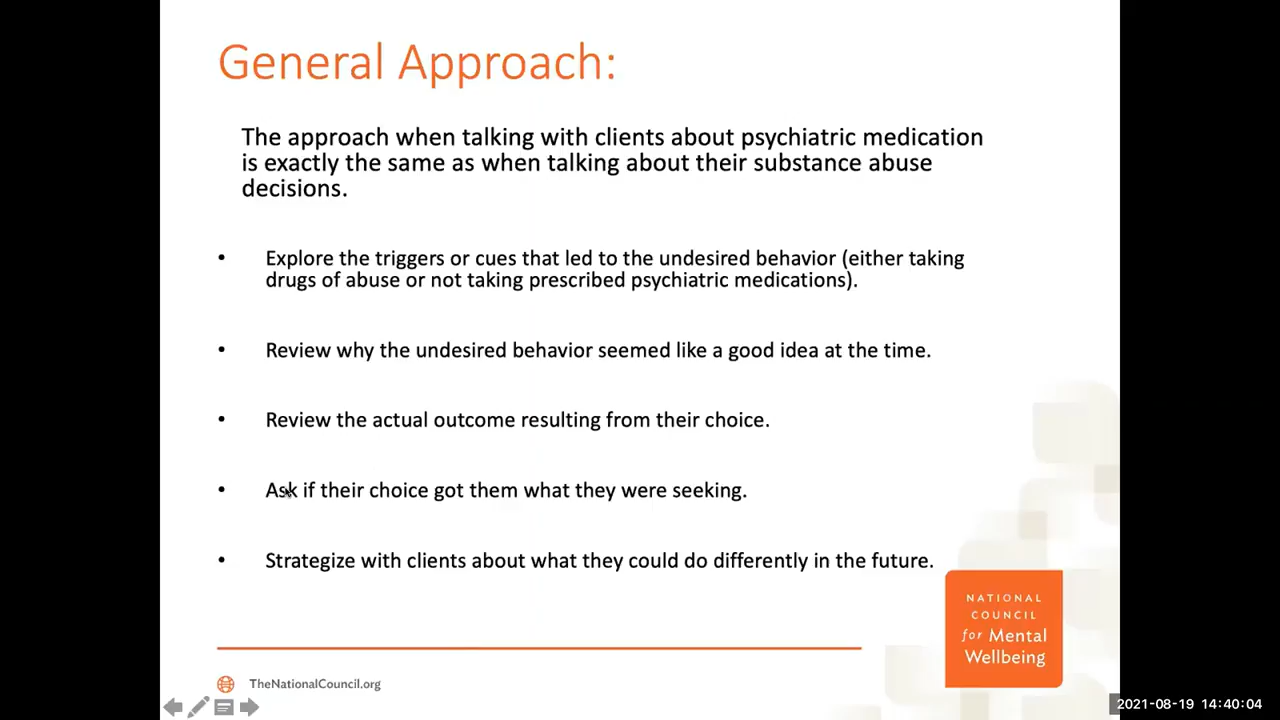 General Approach:
The approach when talking with clients about psychiatric medication
is exactly the same as when talking about their substance abuse
decisions.
• Explore the triggers or cues that led to the undesired behavior (either taking
drugs of abuse or not taking prescribed psychiatric medications).
• Review why the undesired behavior seemed like a good idea at the time.
• Review the actual outcome resulting from their choice.
• Ask if their choice got them what they were seeking.
• Strategize with clients about what they could do differently in the future.
NATIONAL
COUNCIL
for Mental
Wellbeing
TheNationalCouncil.org
2021-08-19 14:40:04